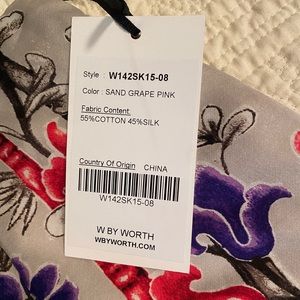 Style : W142SK15-08
Color : SAND GRAPE PINK
Fabric Content
55%COTTON 45%SILK
Country Of Origin CHINA
W142SK15-08
W BY WORTH
WBYWORTH.COM